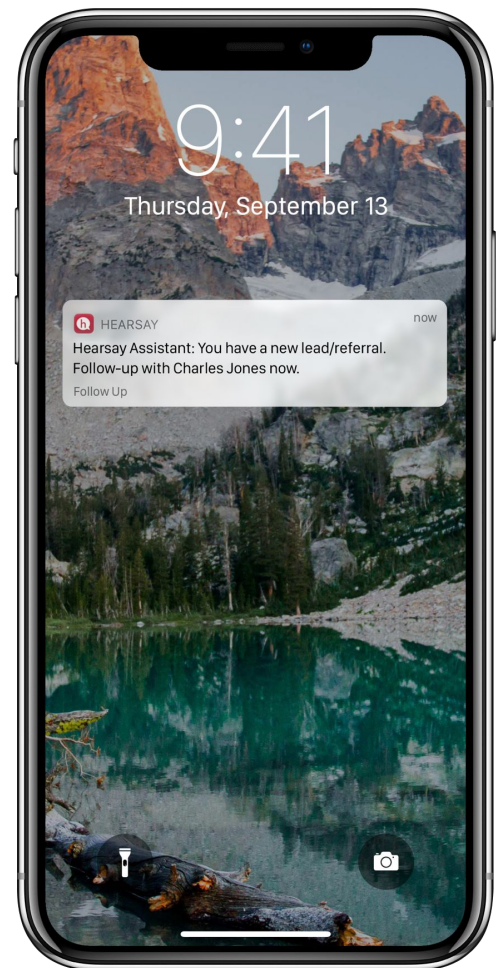 9:41
Thursday, September 13
HEARSAY
now
Hearsay Assistant: You have a new lead/referral.
Follow-up with Charles Jones now.
Follow Up